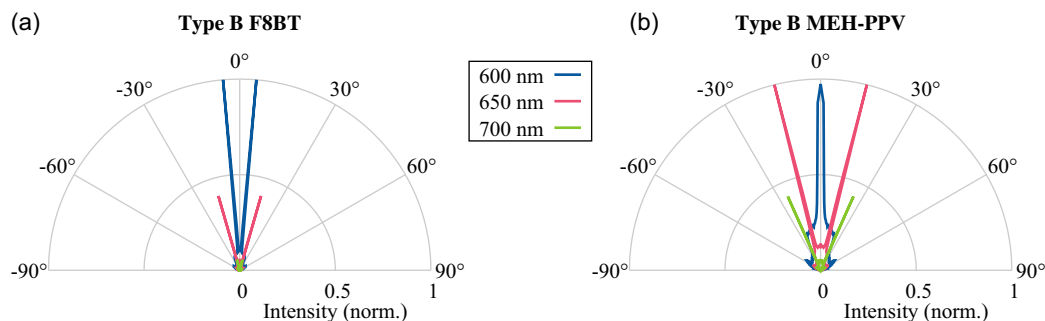 (a)
Type B F8BT
0°
-30°
30°
-60°
60°
-90°
90°
0
0.5
1
Intensity (norm.)
600 nm
650 nm
700 nm
(b)
Type B MEH-PPV
0°
-30°
30°
-60°
60°
-90°
90°
0
0.5
1
Intensity (norm.)